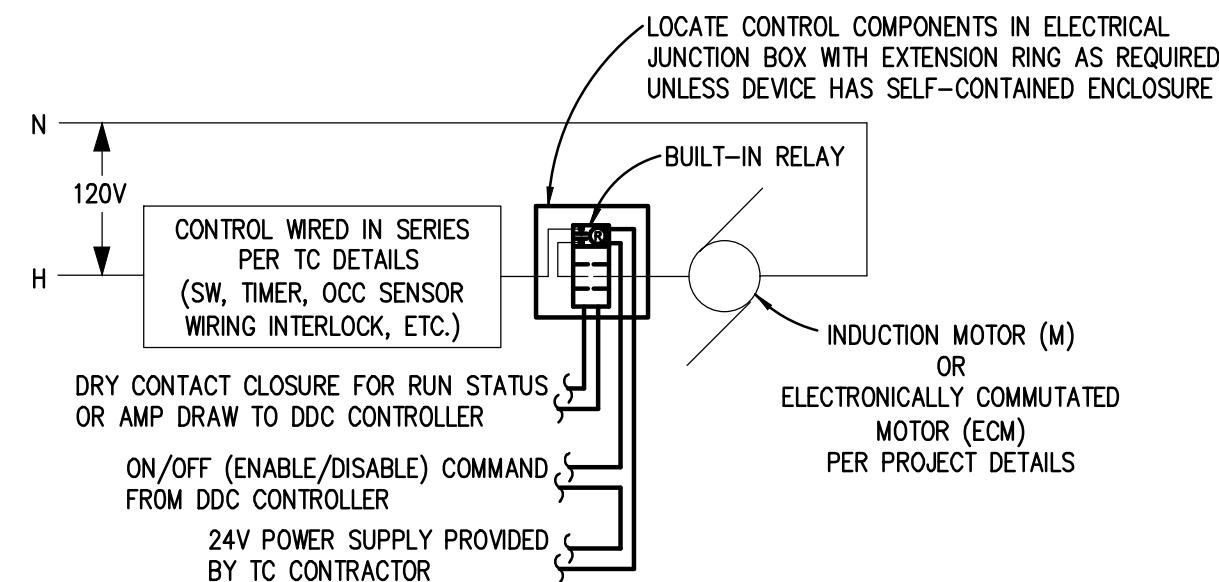 LOCATE CONTROL COMPONENTS IN ELECTRICAL
JUNCTION BOX WITH EXTENSION RING AS REQUIRED
UNLESS DEVICE HAS SELF-CONTAINED ENCLOSURE
N
BUILT-IN RELAY
120V
CONTROL WIRED IN SERIES
PER TC DETAILS
(SW, TIMER, OCC SENSOR
WIRING INTERLOCK, ETC.)
R
H
INDUCTION MOTOR (M)
OR
ELECTRONICALLY COMMUTATED
MOTOR (ECM)
PER PROJECT DETAILS
DRY CONTACT CLOSURE FOR RUN STATUS
OR AMP DRAW TO DDC CONTROLLER
ON/OFF (ENABLE/DISABLE) COMMAND
FROM DDC CONTROLLER
24V POWER SUPPLY PROVIDED
BY TC CONTRACTOR